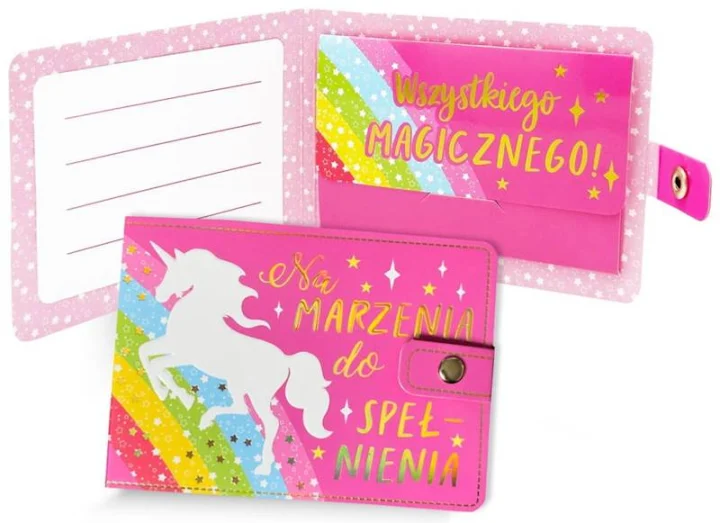 Wszystkiego
MAGICZNEGO!
Na
MARZENIA
do
SPEŁ-
NIENIA